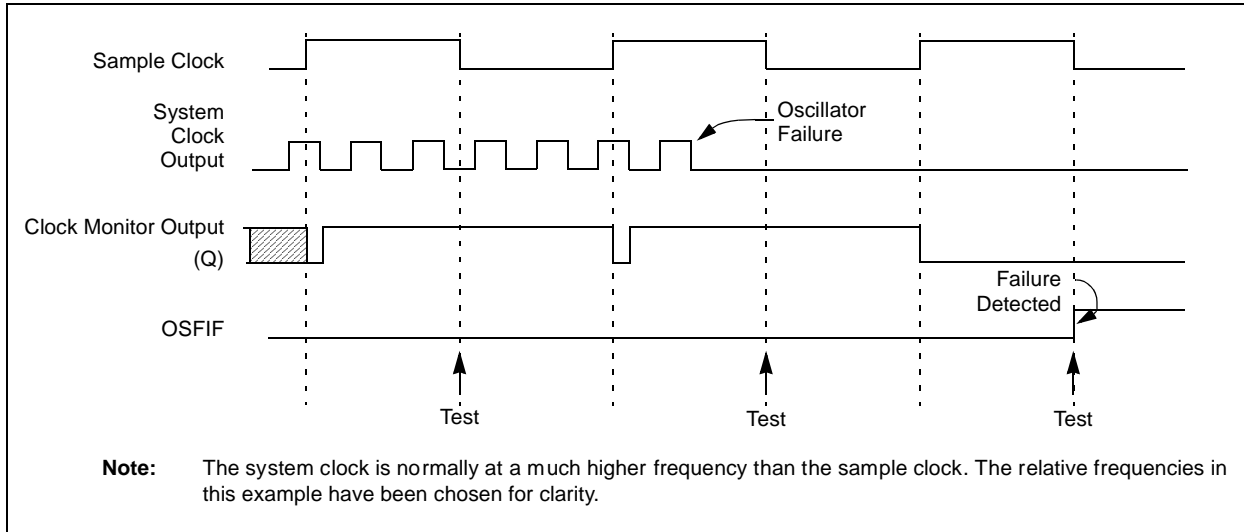 Sample Clock
System
Clock
Output
Oscillator
Failure
Clock Monitor Output
(Q)
Failure
Detected
OSFIF
Test
Test
Test
Note: The system clock is normally at a much higher frequency than the sample clock. The relative frequencies in
this example have been chosen for clarity.